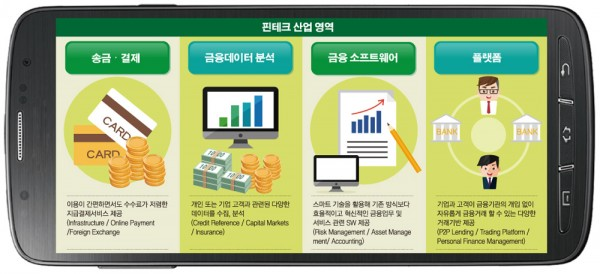 핀테크 산업 영역
송금 · 결제
금융데이터 분석
금융 소프트웨어
플랫폼
CARD
CARD
BANK
BANK
이용이 간편하면서도 수수료가 저렴한
지급결제서비스 제공
(Infrastructure / Online Payment
/Foreign Exchange
개인 또는 기업 고객과 관련된 다양한
데이터를 수집, 분석
(Credit Reference / Capital Markets
/ Insurance)
스마트 기술을 활용해 기존 방식보다
효율적이고 혁신적인 금융업무 및
서비스 관련 SW 제공
(Risk Management / Asset Manage
ment/ Accounting)
기업과 고객이 금융기관의 개입 없이
자유롭게 금융거래 할 수 있는 다양한
거래기반 제공
(P2P Lending / Trading Platform /
Personal Finance Management)